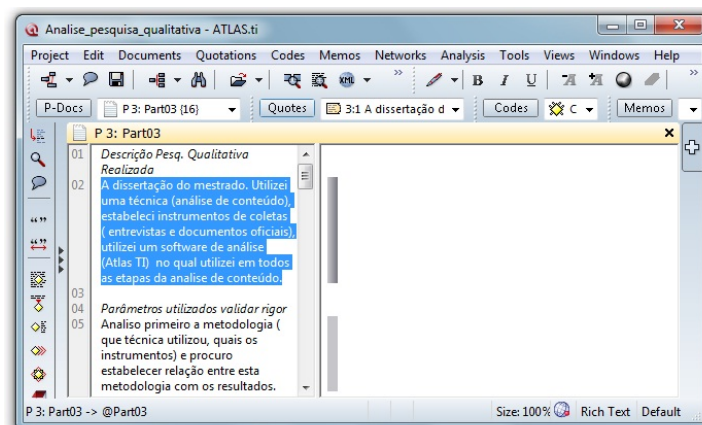 Analise_pesquisa_qualitativa - ATLAS.ti
Project Edit Documents Quotations Codes Memos Networks Analysis Tools Views Windows Help
XML » B I U A A »
P-Docs P 3: Part03 {16} Quotes 3:1 A dissertação d Codes C Memos
P 3: Part03
01 Descrição Pesq. Qualitativa
Realizada
02 A dissertação do mestrado. Utilizei
uma técnica (análise de conteúdo),
estabeleci instrumentos de coletas
( entrevistas e documentos oficiais),
utilizei um software de análise
(Atlas TI) no qual utilizei em todos
as etapas da analise de conteúdo.
03
04 Parâmetros utilizados validar rigor
05 Analiso primeiro a metodologia (
que técnica utilizou, quais os
instrumentos) e procuro
estabelecer relação entre esta
metodologia com os resultados.
P 3: Part03 -> @Part03 Size: 100% Rich Text Default